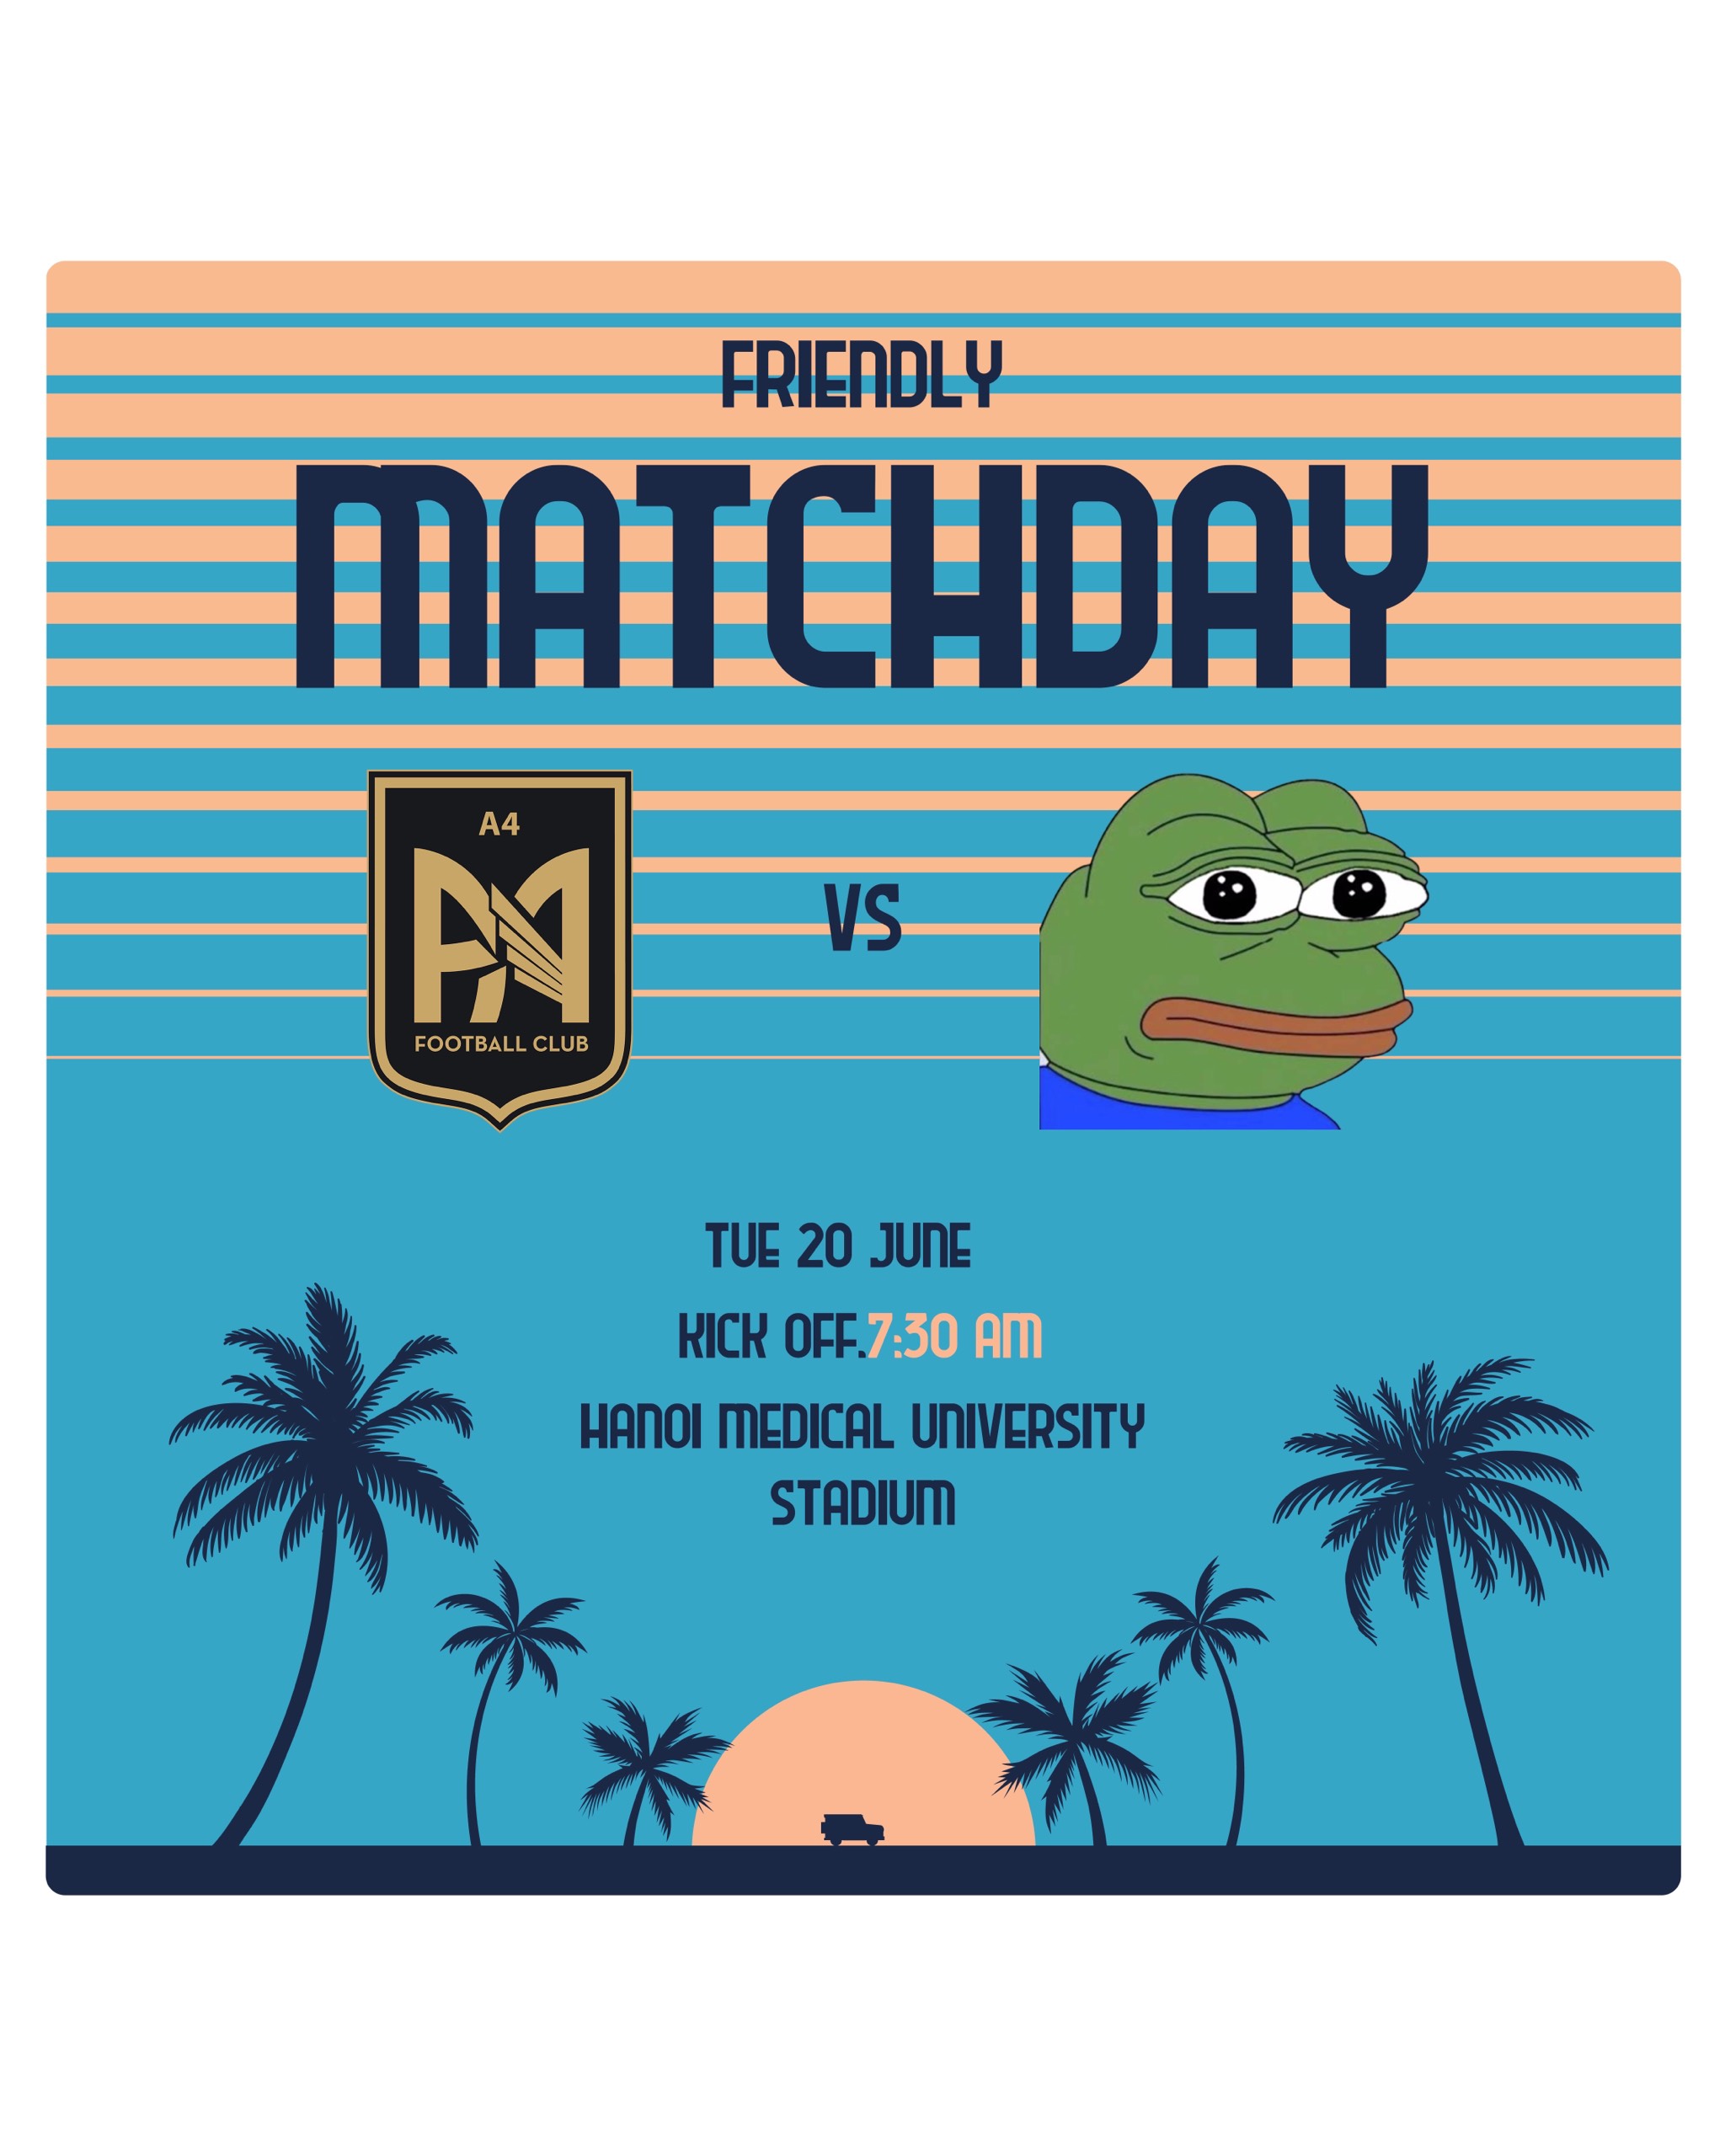 FRIENDLY
MATCHDAY
A4
FOOTBALL CLUB
VS
TUE 20 JUNE
KICK OFF.7:30 AM
HANOI MEDICAL UNIVERSITY
STADIUM